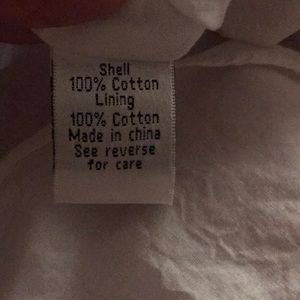 Shell
100% Cotton
Lining
100% Cotton
Made in china
See reverse
for care